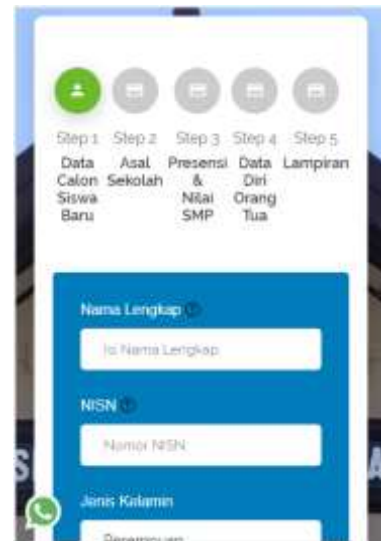 Step 1 Step 2 Step 3 Step 4 Step 5
Data Asal Presensi Data Lampiran
Calon Sekolah & Diri
Siswa Nilai Orang
Baru SMP Tua
Nama Lengkap
Isi Nama Lengkap
NISN
Nomor NISN
Jenis Kelamin
Perempuan